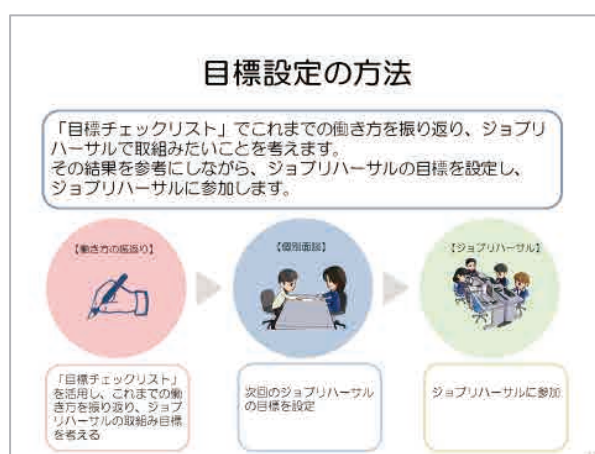 目標設定の方法
「目標チェックリスト」でこれまでの働き方を振り返り、ジョブリ
ハーサルで取組みたいことを考えます。
その結果を参考にしながら、ジョブリハーサルの目標を設定し、
ジョブリハーサルに参加します。
【働き方の振返り】
【個別面談】
【ジョブリハーサル】
「目標チェックリスト」
を活用し、これまでの働
き方を振り返り、ジョブ
リハーサルの取組み目標
を考える
次回のジョブリハーサル
の目標を設定
ジョブリハーサルに参加